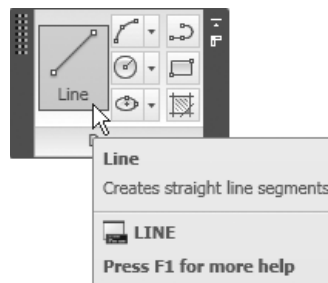 Line
Line
Creates straight line segments
LINE
Press F1 for more help